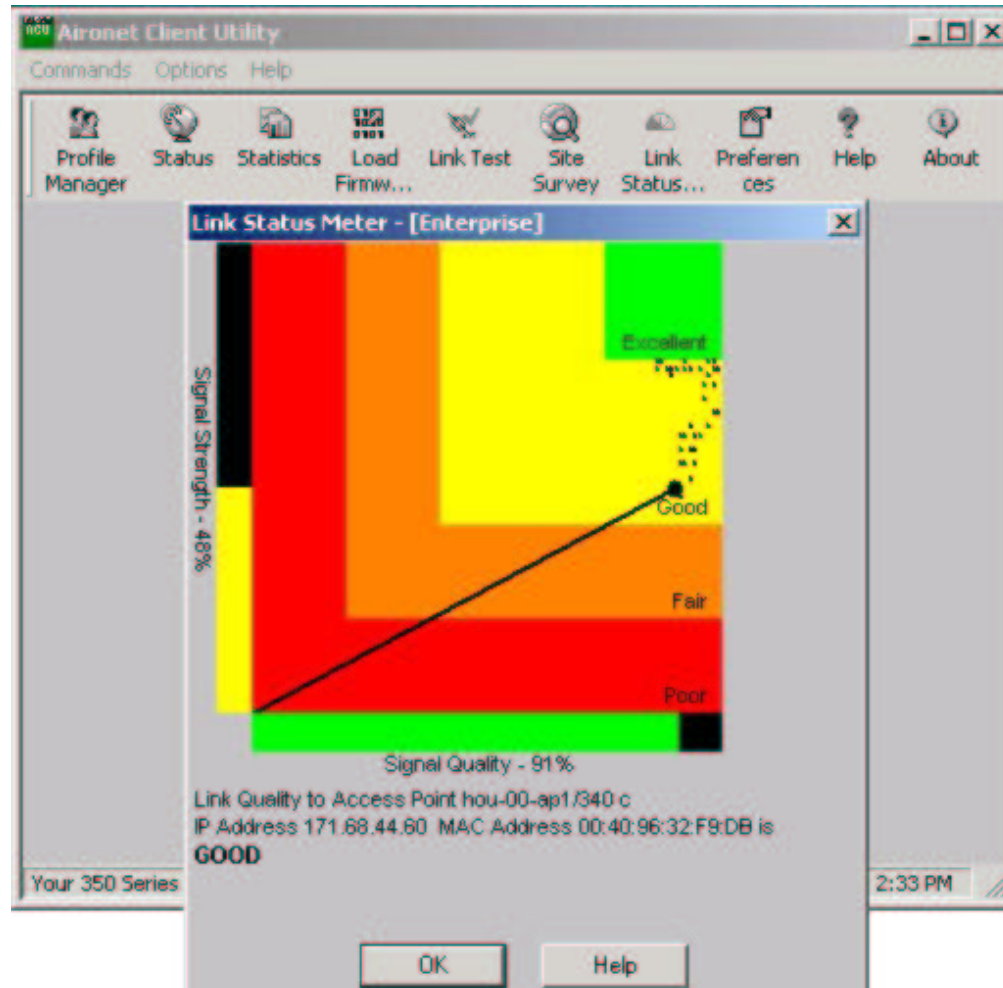 Aironet Client Utility
Commands Options Help
Profile Manager
Status
Statistics
Load Firmw...
Link Test
Site Survey
Link Status...
Preferen
ces
Help
About
Link Status Meter - [Enterprise]
Excellent
Good
Fair
Poor
Signal Strength - 48%
Signal Quality - 91%
Link Quality to Access Point hou-00-ap1/340 c
IP Address 171.68.44.60 MAC Address 00:40:96:32:F9:DB is
GOOD
Your 350 Series
2:33 PM
OK
Help